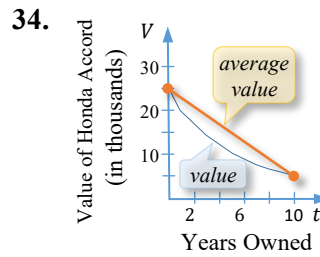 34.
Value of Honda Accord
(in thousands)
V
30
20
10
average
value
value
2 6 10 t
Years Owned